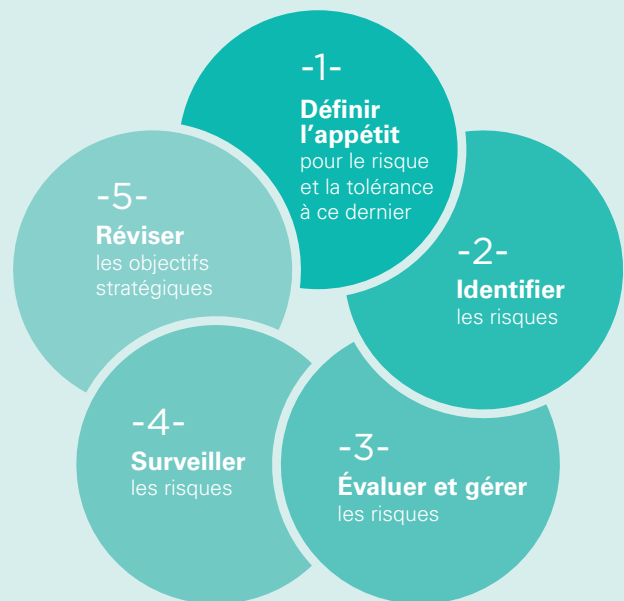 -1-
Définir
l’appétit
pour le risque
et la tolérance
à ce dernier
-2-
Identifier
les risques
-3-
Évaluer et gérer
les risques
-4-
Surveiller
les risques
-5-
Réviser
les objectifs
stratégiques